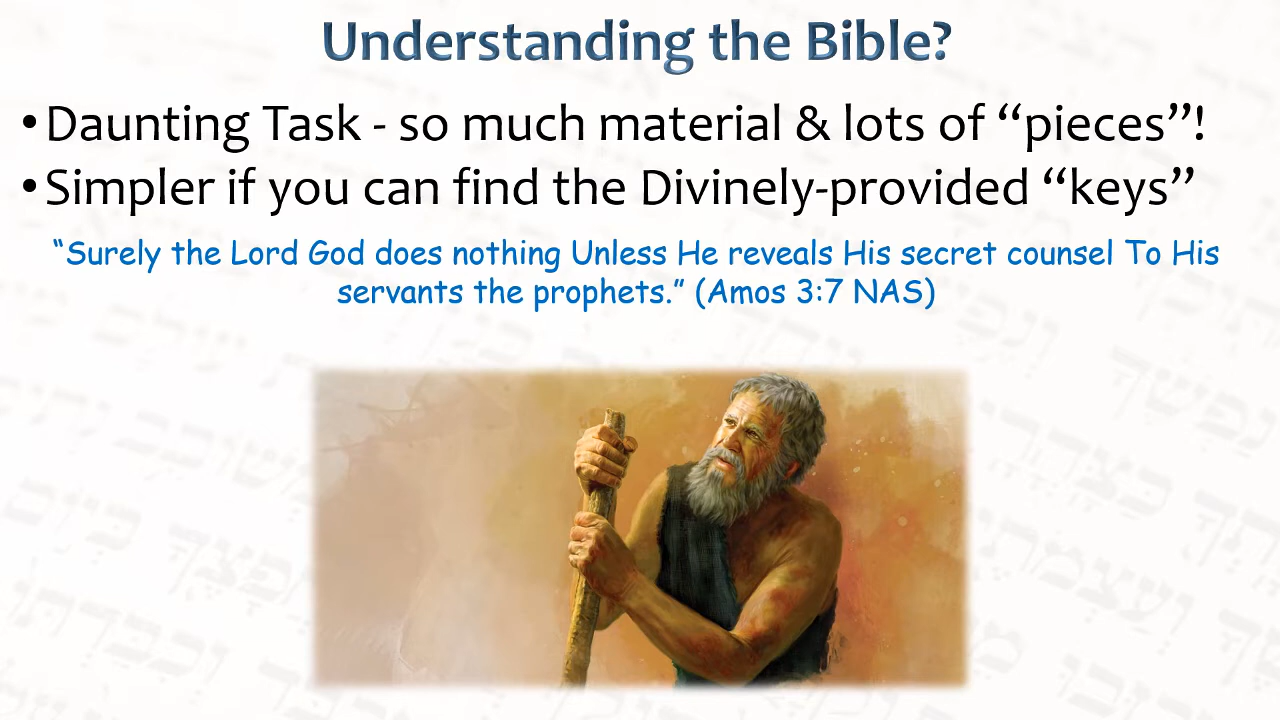 Understanding the Bible?
• Daunting Task - so much material & lots of “pieces”!
• Simpler if you can find the Divinely-provided “keys”
“Surely the Lord God does nothing Unless He reveals His secret counsel To His
servants the prophets.” (Amos 3:7 NAS)